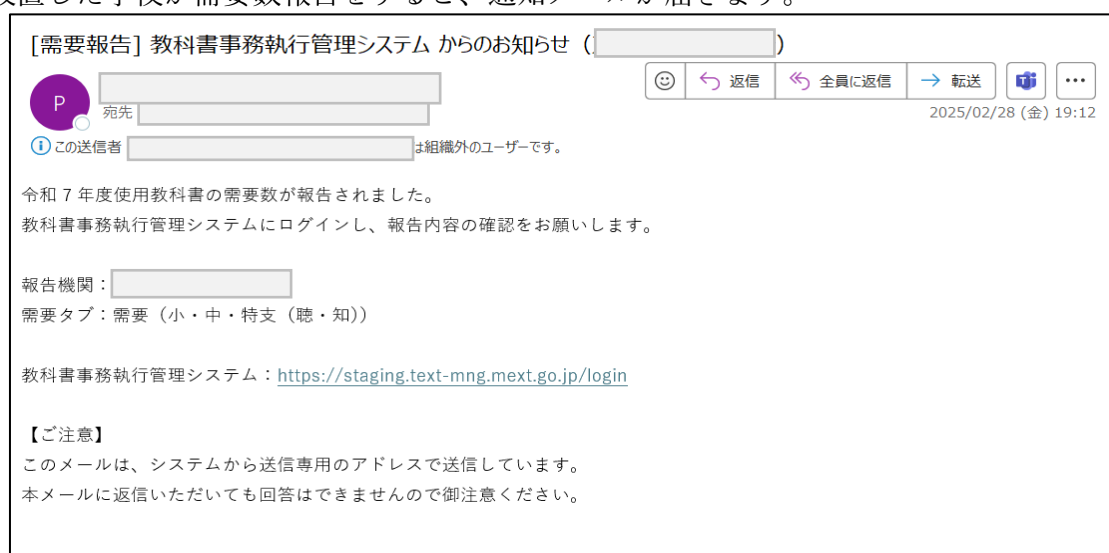 設置した学校が需要数報告をすると、通知メールが届きます。
[需要報告] 教科書事務執行管理システム からのお知らせ ( )
返信 全員に返信 転送
P
宛先
2025/02/28 (金) 19:12
この送信者 は組織外のユーザーです。
令和7年度使用教科書の需要数が報告されました。
教科書事務執行管理システムにログインし、報告内容の確認をお願いします。
報告機関：
需要タブ：需要（小・中・特支（聴・知））
教科書事務執行管理システム：https://staging.text-mng.mext.go.jp/login
【ご注意】
このメールは、システムから送信専用のアドレスで送信しています。
本メールに返信いただいても回答はできませんので御注意ください。